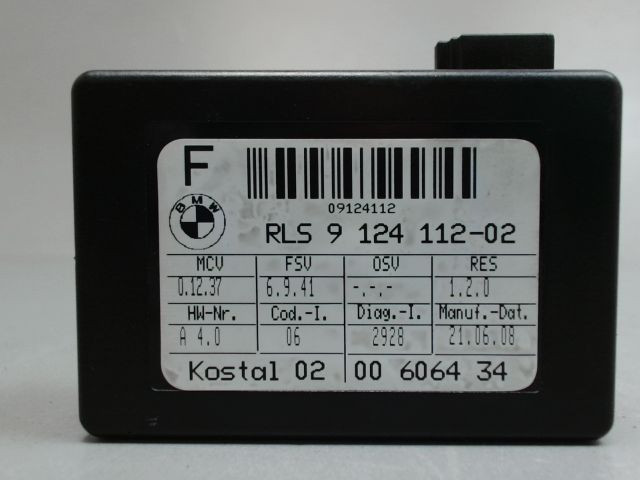 F
09124112
BMW
RLS 9 124 112-02
MCV FSV OSV RES
0.12.37 6.9.41 -.-.- 1.2.0
HW-Nr. Cod.-I. Diag.-I. Manuf.-Dat.
A 4.0 06 2928 21.06.08
Kostal 02 00 6064 34